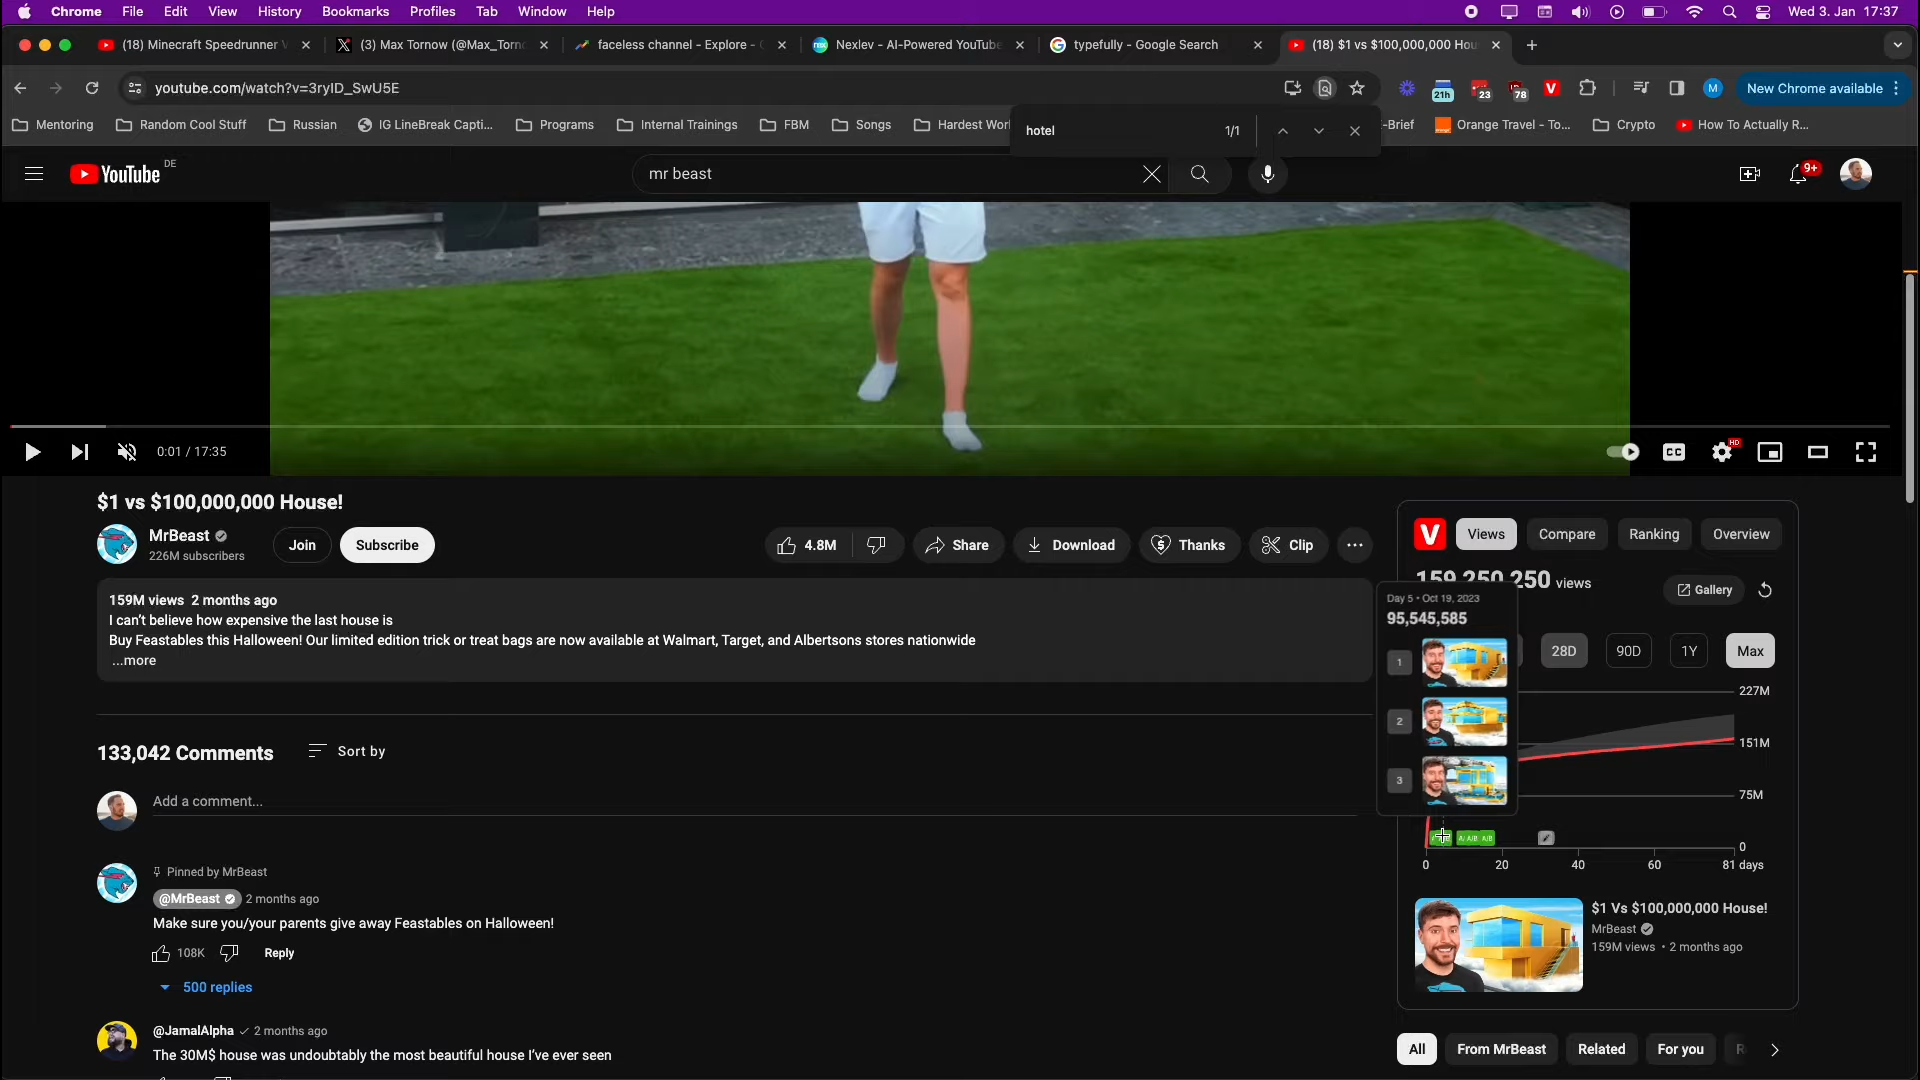 Chrome File Edit View History Bookmarks Profiles Tab Window Help Wed 3. Jan 17:37
(18) Minecraft Speedrunner V (3) Max Tornow (@Max_Torn faceless channel - Explore - Nexlev - AI-Powered YouTube typefully - Google Search (18) $1 vs $100,000,000 Hou
youtube.com/watch?v=3ryID_SwU5E 21h 23 78 M New Chrome available
Mentoring Random Cool Stuff Russian IG LineBreak Capti... Programs Internal Trainings FBM Songs Hardest Wor hotel 1/1 -Brief Orange Travel - To... Crypto How To Actually R...
YouTube DE mr beast 9+
0:01 / 17:35 CC HD
$1 vs $100,000,000 House!
MrBeast
226M subscribers
Join Subscribe 4.8M Share Download Thanks Clip
159M views 2 months ago
I can't believe how expensive the last house is
Buy Feastables this Halloween! Our limited edition trick or treat bags are now available at Walmart, Target, and Albertsons stores nationwide
...more
133,042 Comments Sort by
Add a comment...
Pinned by MrBeast
@MrBeast 2 months ago
Make sure you/your parents give away Feastables on Halloween!
108K Reply
500 replies
@JamalAlpha 2 months ago
The 30M$ house was undoubtably the most beautiful house I've ever seen
Views Compare Ranking Overview
159,250,250 views
Gallery
Day 5 • Oct 19, 2023
95,545,585
1
2
3
28D 90D 1Y Max
227M
151M
75M
0
A/B A/B
0 20 40 60 81 days
$1 Vs $100,000,000 House!
MrBeast
159M views • 2 months ago
All From MrBeast Related For you